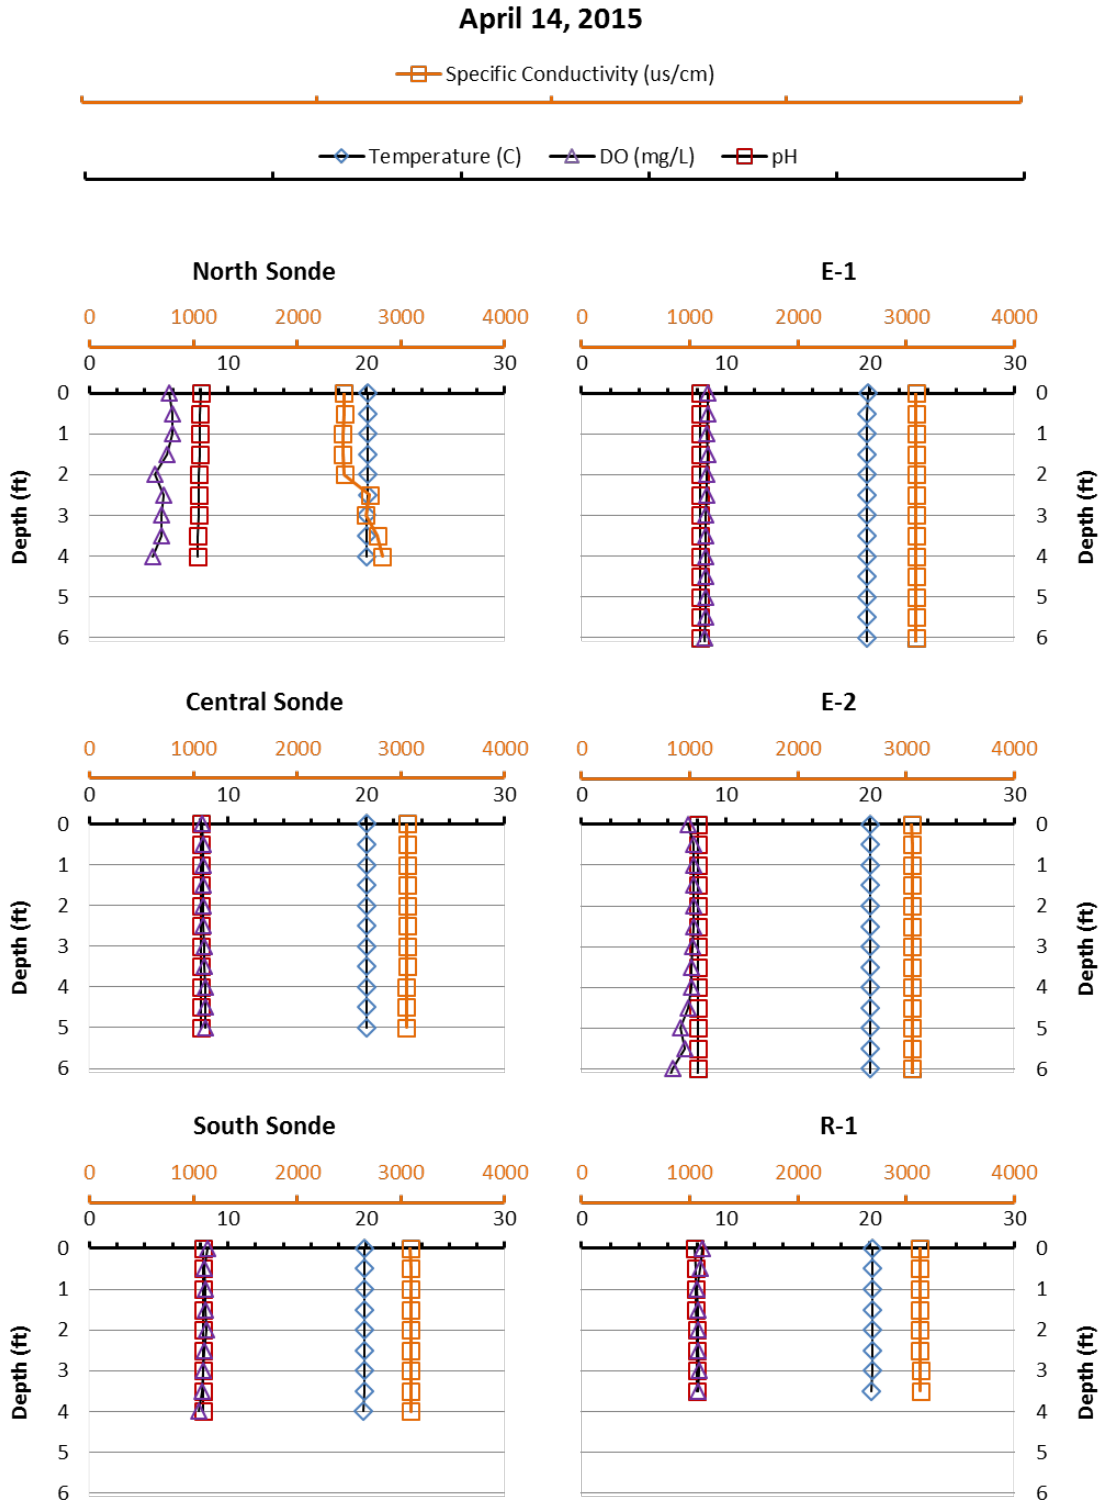 April 14, 2015
Specific Conductivity (us/cm)
Temperature (C) DO (mg/L) pH
North Sonde
0 1000 2000 3000 4000
0 10 20 30
0
1
2
3
4
5
6
Depth (ft)
E-1
0 1000 2000 3000 4000
0 10 20 30
0
1
2
3
4
5
6
Depth (ft)
Central Sonde
0 1000 2000 3000 4000
0 10 20 30
0
1
2
3
4
5
6
Depth (ft)
E-2
0 1000 2000 3000 4000
0 10 20 30
0
1
2
3
4
5
6
Depth (ft)
South Sonde
0 1000 2000 3000 4000
0 10 20 30
0
1
2
3
4
5
6
Depth (ft)
R-1
0 1000 2000 3000 4000
0 10 20 30
0
1
2
3
4
5
6
Depth (ft)